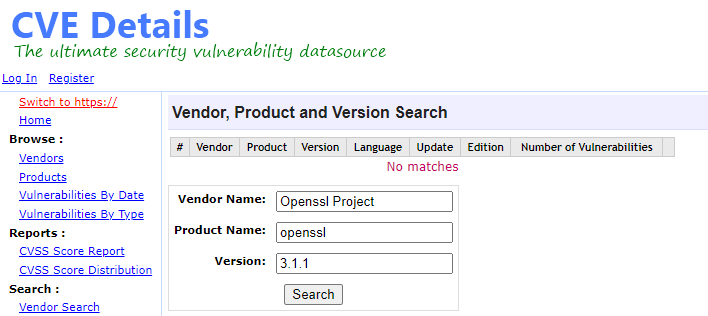 CVE Details
The ultimate security vulnerability datasource
Log In Register
Switch to https://
Home
Browse :
Vendors
Products
Vulnerabilities By Date
Vulnerabilities By Type
Reports :
CVSS Score Report
CVSS Score Distribution
Search :
Vendor Search
Vendor, Product and Version Search
# Vendor Product Version Language Update Edition Number of Vulnerabilities
No matches
Vendor Name: Openssl Project
Product Name: openssl
Version: 3.1.1
Search